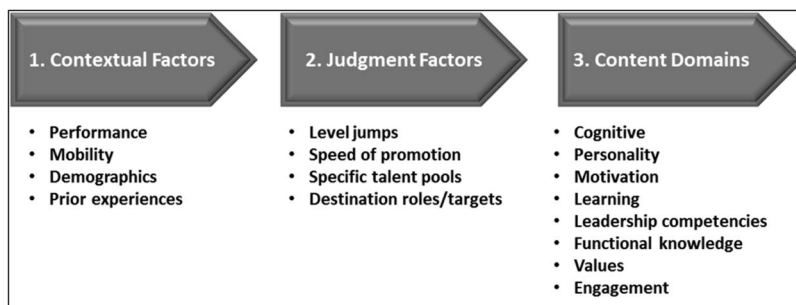 1. Contextual Factors
• Performance
• Mobility
• Demographics
• Prior experiences
2. Judgment Factors
• Level jumps
• Speed of promotion
• Specific talent pools
• Destination roles/targets
3. Content Domains
• Cognitive
• Personality
• Motivation
• Learning
• Leadership competencies
• Functional knowledge
• Values
• Engagement